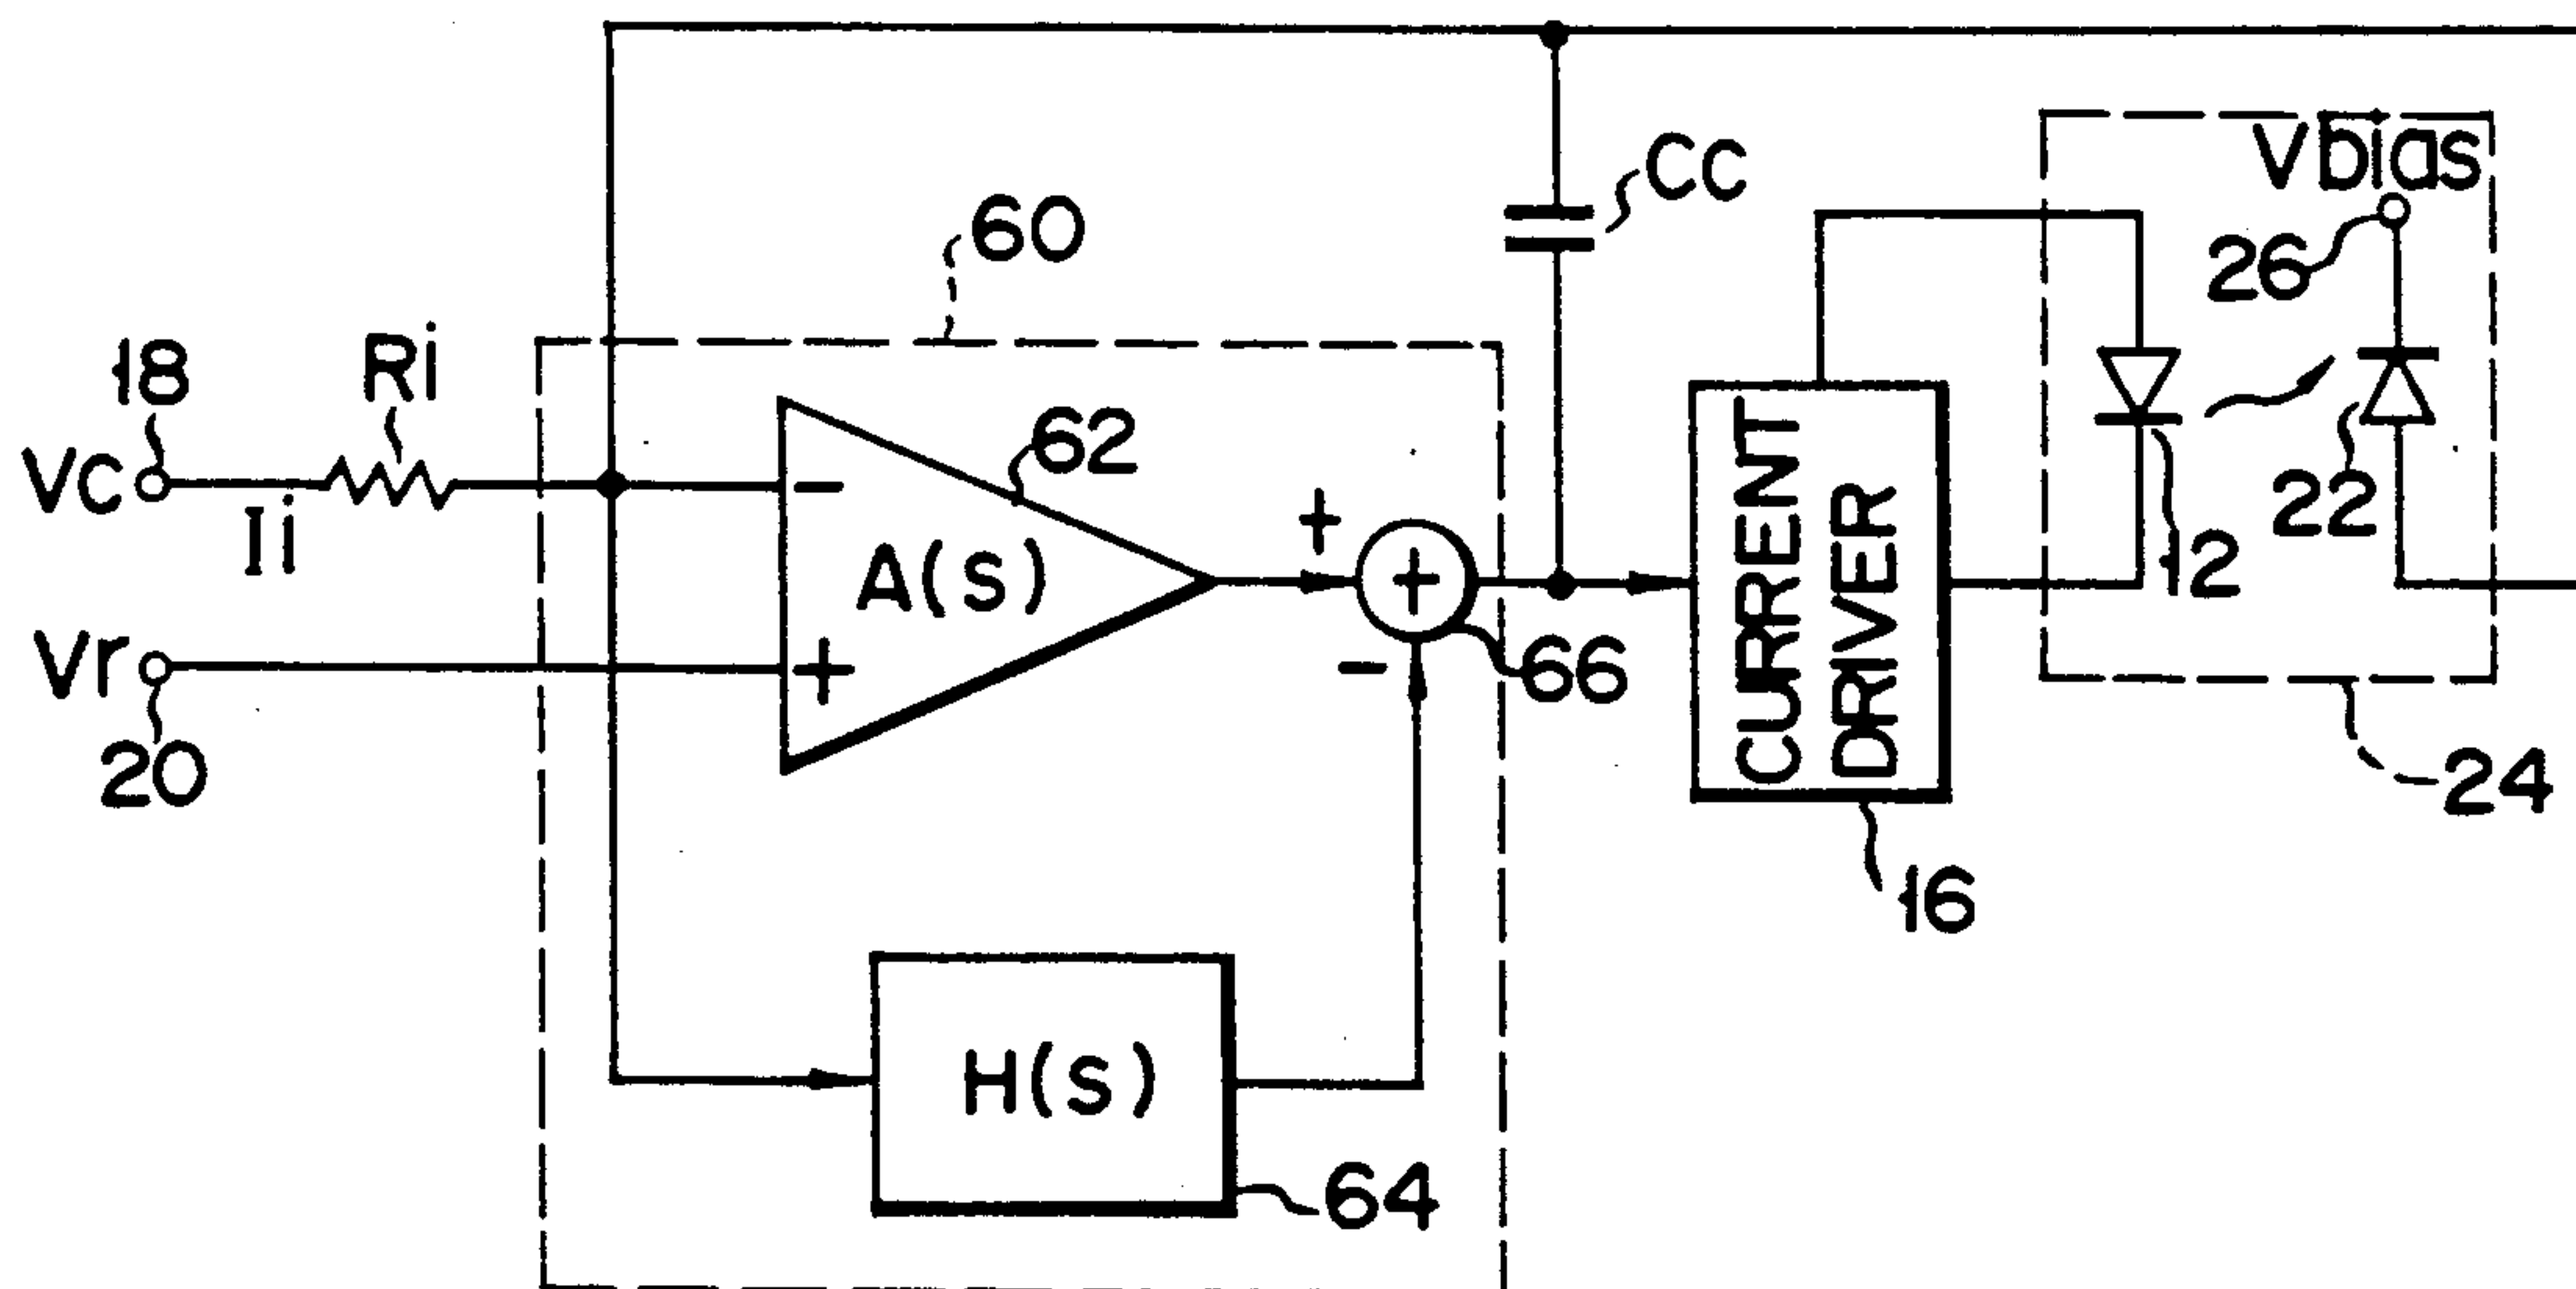 Vbias
Cc
60
26
18
Ri
62
-
+
Vc
Ii
A(S)
+
22
12
CURRENT
DRIVER
Vr
+
-
66
20
24
16
H(S)
64